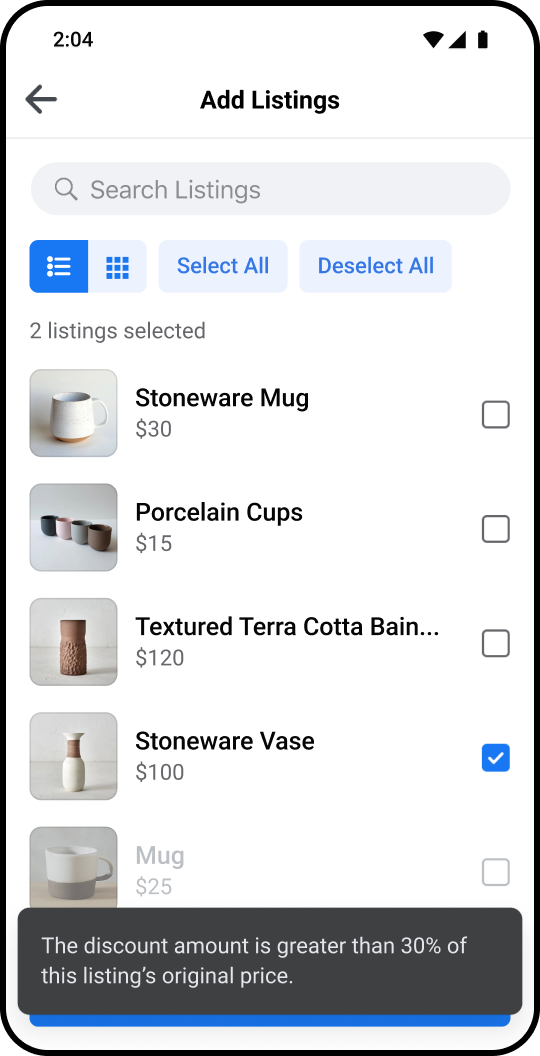 2:04
Add Listings
Search Listings
Select All
Deselect All
2 listings selected
Stoneware Mug
$30
Porcelain Cups
$15
Textured Terra Cotta Bain...
$120
Stoneware Vase
$100
Mug
$25
The discount amount is greater than 30% of
this listing’s original price.